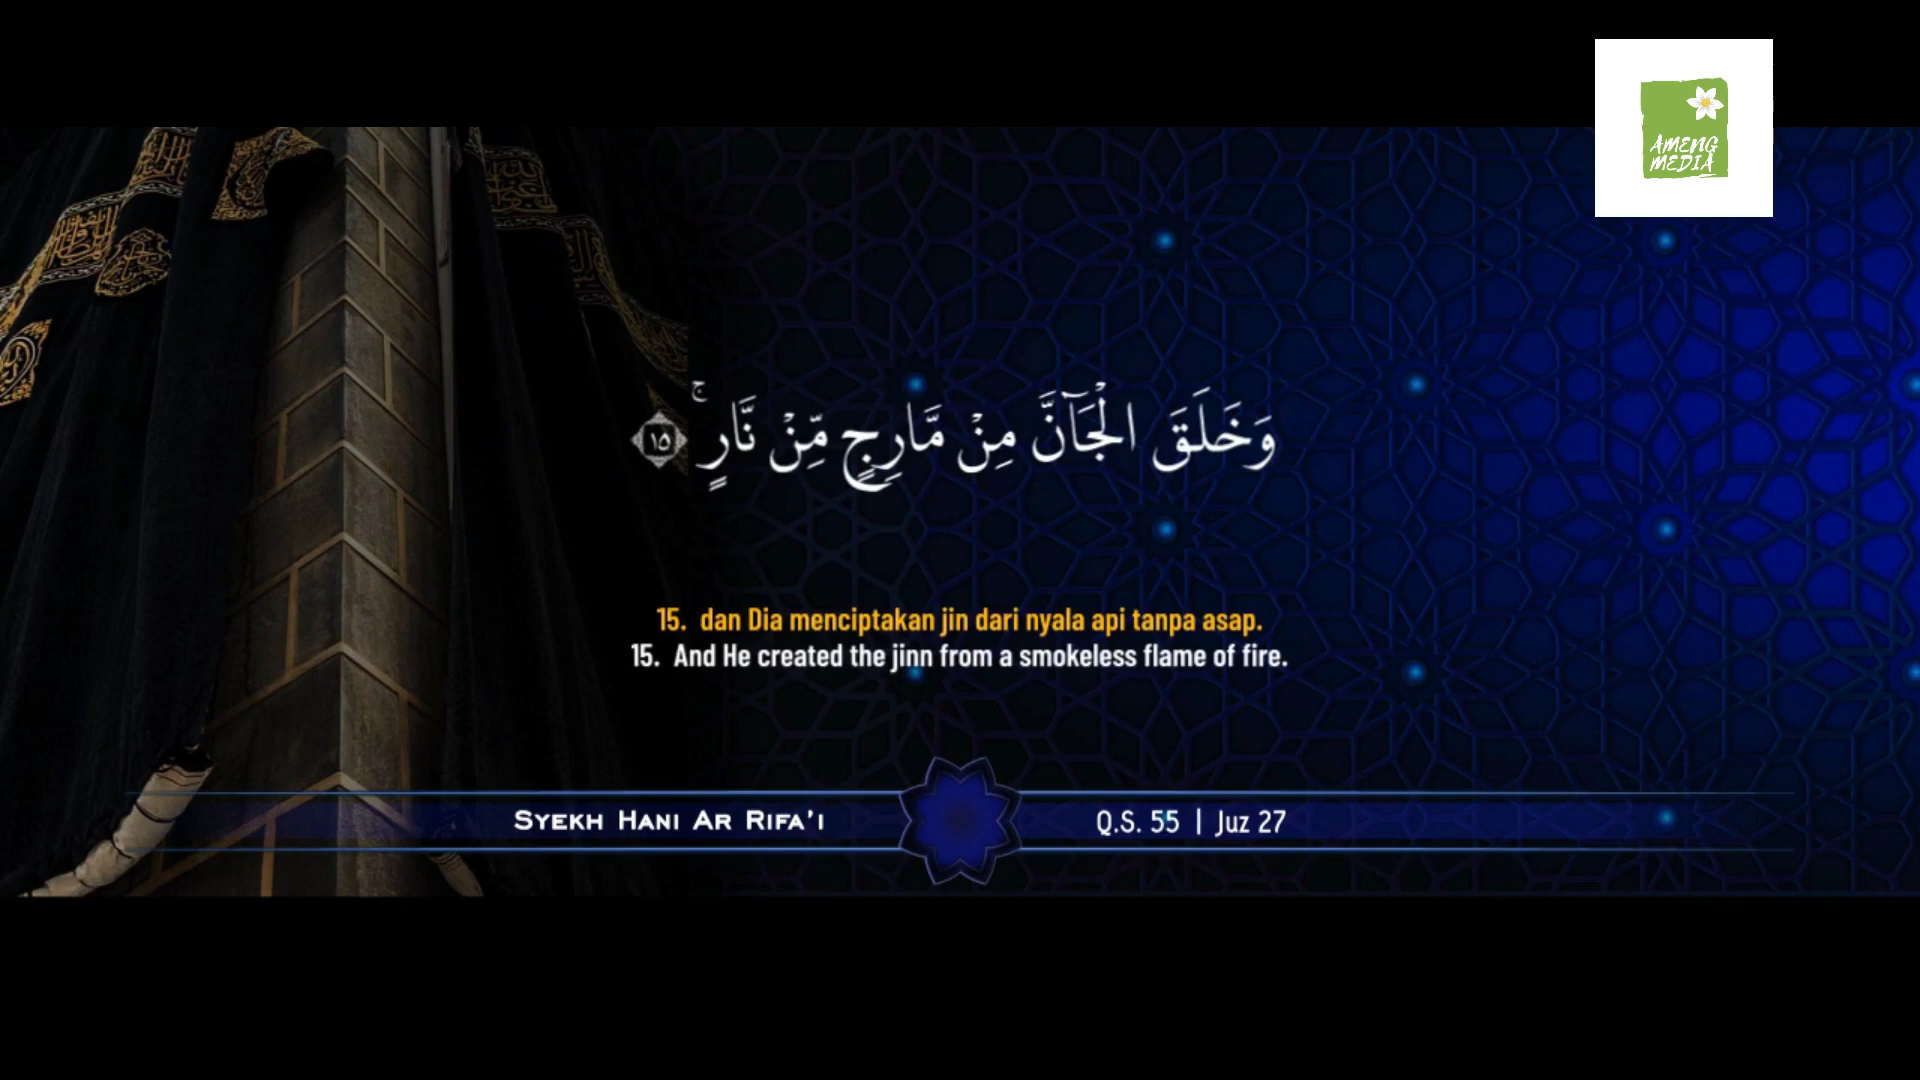 AMENG
MEDIA
وَخَلَقَ الْجَاۤنَّ مِنْ مَّارِجٍ مِّنْ نَّارٍۚ ١٥
15. dan Dia menciptakan jin dari nyala api tanpa asap.
15. And He created the jinn from a smokeless flame of fire.
Syekh Hani Ar Rifa'i
Q.S. 55 | Juz 27